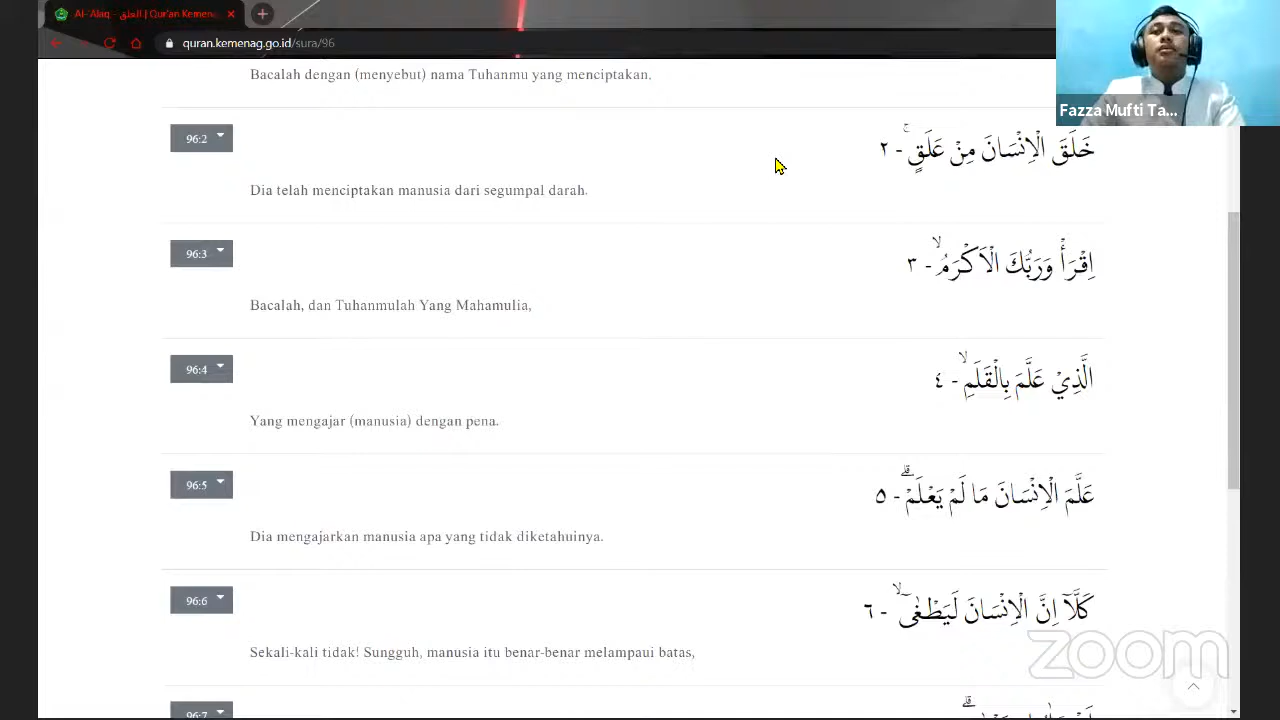 Al-'Alaq - العلق | Qur'an Kemena
quran.kemenag.go.id/sura/96
Fazza Mufti Ta...
Bacalah dengan (menyebut) nama Tuhanmu yang menciptakan,
96:2
خَلَقَ الْاِنْسَانَ مِنْ عَلَقٍۚ - ٢
Dia telah menciptakan manusia dari segumpal darah.
96:3
اِقْرَأْ وَرَبُّكَ الْاَكْرَمُۙ - ٣
Bacalah, dan Tuhanmulah Yang Mahamulia,
96:4
الَّذِيْ عَلَّمَ بِالْقَلَمِۙ - ٤
Yang mengajar (manusia) dengan pena.
96:5
عَلَّمَ الْاِنْسَانَ مَا لَمْ يَعْلَمْۗ - ٥
Dia mengajarkan manusia apa yang tidak diketahuinya.
96:6
كَلَّآ اِنَّ الْاِنْسَانَ لَيَطْغٰىٓۙ - ٦
Sekali-kali tidak! Sungguh, manusia itu benar-benar melampaui batas,
zoom
96:7